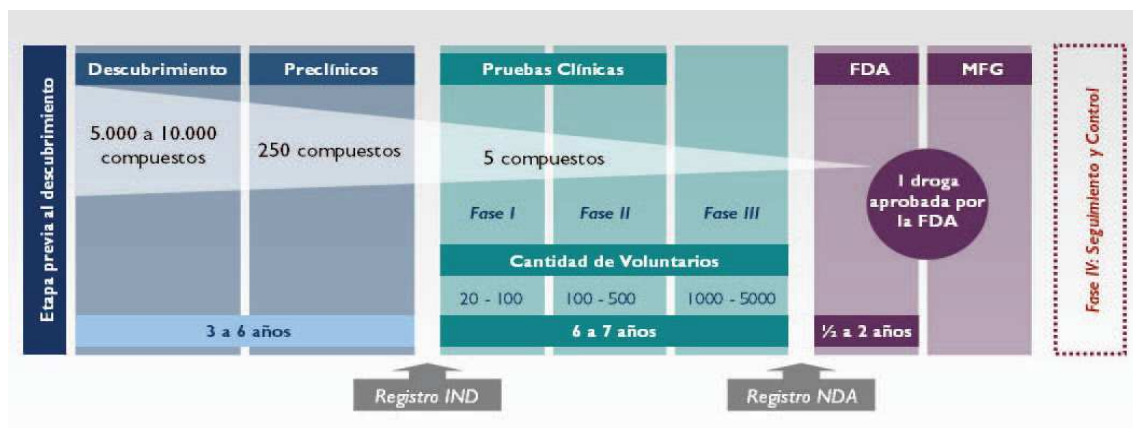 Etapa previa al descubrimiento
Descubrimiento
Preclínicos
Pruebas Clínicas
FDA
MFG
5.000 a 10.000
compuestos
250 compuestos
5 compuestos
1 droga
aprobada por
la FDA
Fase I
Fase II
Fase III
Cantidad de Voluntarios
20 - 100
100 - 500
1000 - 5000
3 a 6 años
6 a 7 años
½ a 2 años
Registro IND
Registro NDA
Fase IV: Seguimiento y Control